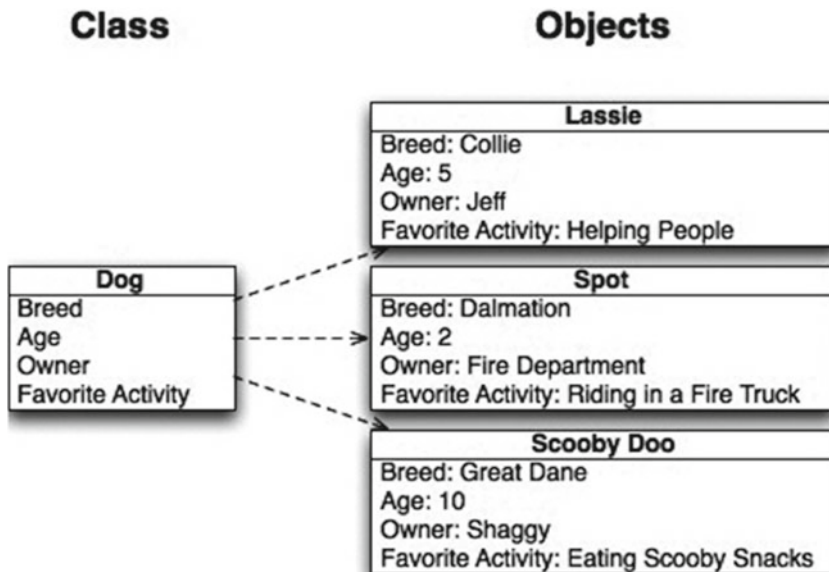 Class
Objects
Dog
Breed
Age
Owner
Favorite Activity
Lassie
Breed: Collie
Age: 5
Owner: Jeff
Favorite Activity: Helping People
Spot
Breed: Dalmation
Age: 2
Owner: Fire Department
Favorite Activity: Riding in a Fire Truck
Scooby Doo
Breed: Great Dane
Age: 10
Owner: Shaggy
Favorite Activity: Eating Scooby Snacks